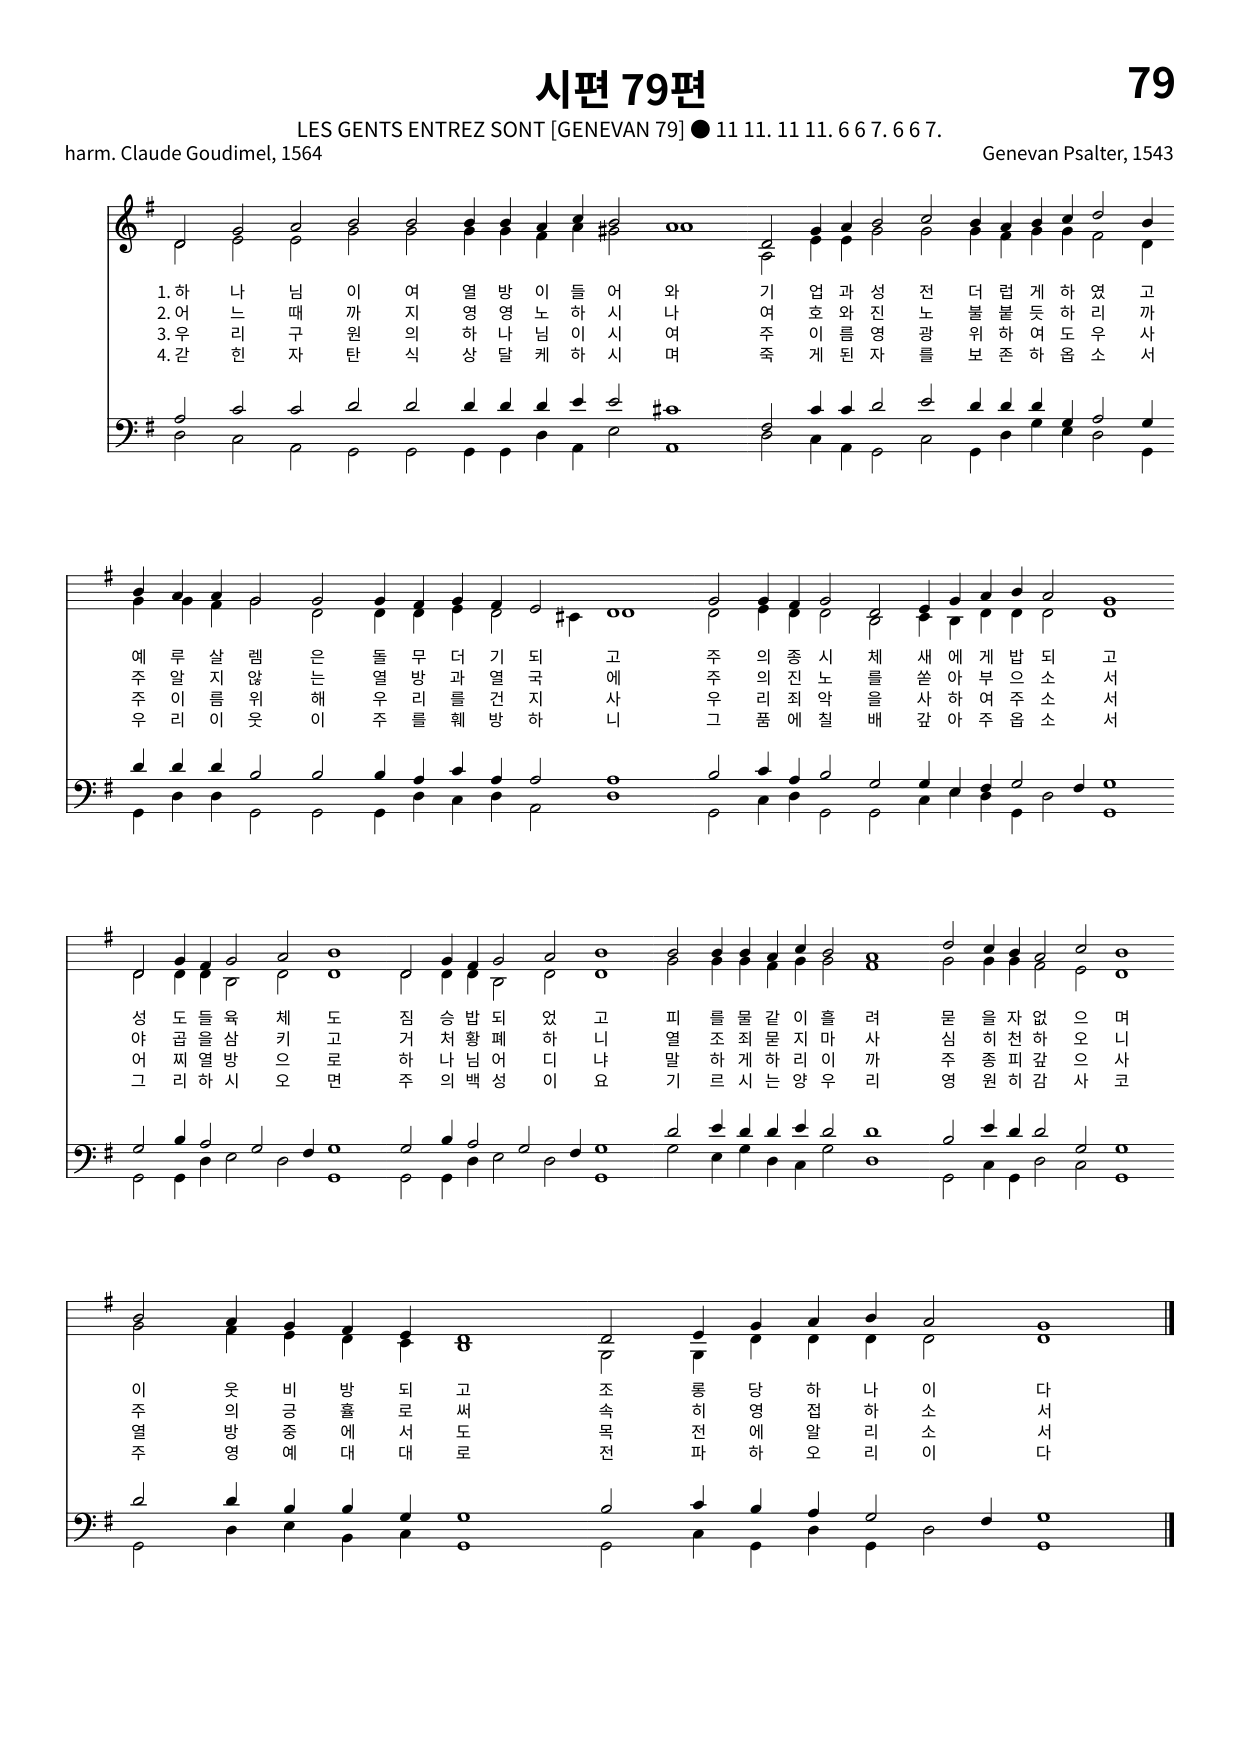 시편 79편
79
LES GENTS ENTREZ SONT [GENEVAN 79] ● 11 11. 11 11. 6 6 7. 6 6 7.
harm. Claude Goudimel, 1564
Genevan Psalter, 1543
1. 하 나 님 이 여 열 방 이 들 어 와 기 업 과 성 전 더 럽 게 하 였 고
2. 어 느 때 까 지 영 영 노 하 시 나 여 호 와 진 노 불 붙 듯 하 리 까
3. 우 리 구 원 의 하 나 님 이 시 여 주 이 름 영 광 위 하 여 도 우 사
4. 갇 힌 자 탄 식 상 달 케 하 시 며 죽 게 된 자 를 보 존 하 옵 소 서
예 루 살 렘 은 돌 무 더 기 되 고 주 의 종 시 체 새 에 게 밥 되 고
주 알 지 않 는 열 방 과 열 국 에 주 의 진 노 를 쏟 아 부 으 소 서
주 이 름 위 해 우 리 를 건 지 사 우 리 죄 악 을 사 하 여 주 소 서
우 리 이 웃 이 주 를 훼 방 하 니 그 품 에 칠 배 갚 아 주 옵 소 서
성 도 들 육 체 도 짐 승 밥 되 었 고 피 를 물 같 이 흘 려 묻 을 자 없 으 며
야 곱 을 삼 키 고 거 처 황 폐 하 니 열 조 죄 묻 지 마 사 심 히 천 하 오 니
어 찌 열 방 으 로 하 나 님 어 디 냐 말 하 게 하 리 이 까 주 종 피 갚 으 사
그 리 하 시 오 면 주 의 백 성 이 요 기 르 시 는 양 우 리 영 원 히 감 사 코
이 웃 비 방 되 고 조 롱 당 하 나 이 다
주 의 긍 휼 로 써 속 히 영 접 하 소 서
열 방 중 에 서 도 목 전 에 알 리 소 서
주 영 예 대 대 로 전 파 하 오 리 이 다